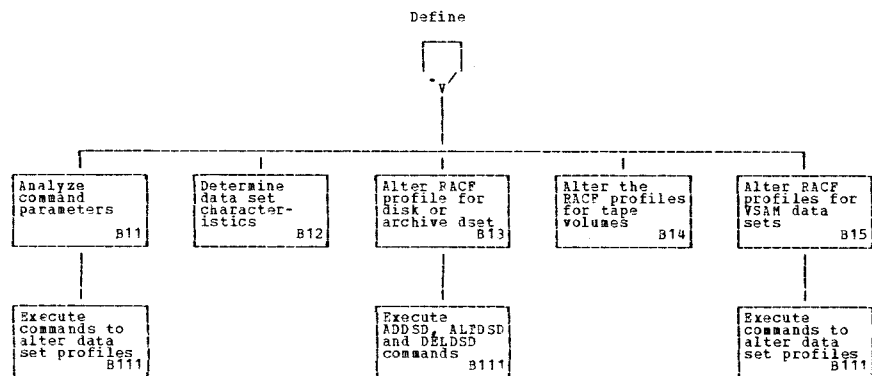 Define
Analyze
command
parameters
B11
Determine
data set
character-
istics
B12
Alter RACF
profile for
disk or
archive dset
B13
Alter the
RACF profiles
for tape
volumes
B14
Alter RACF
profiles for
VSAM data
sets
B15
Execute
commands to
alter data
set profiles
B111
Execute
ADDSD, ALTDSD
and DELDSD
commands
B111
Execute
commands to
alter data
set profiles
B111